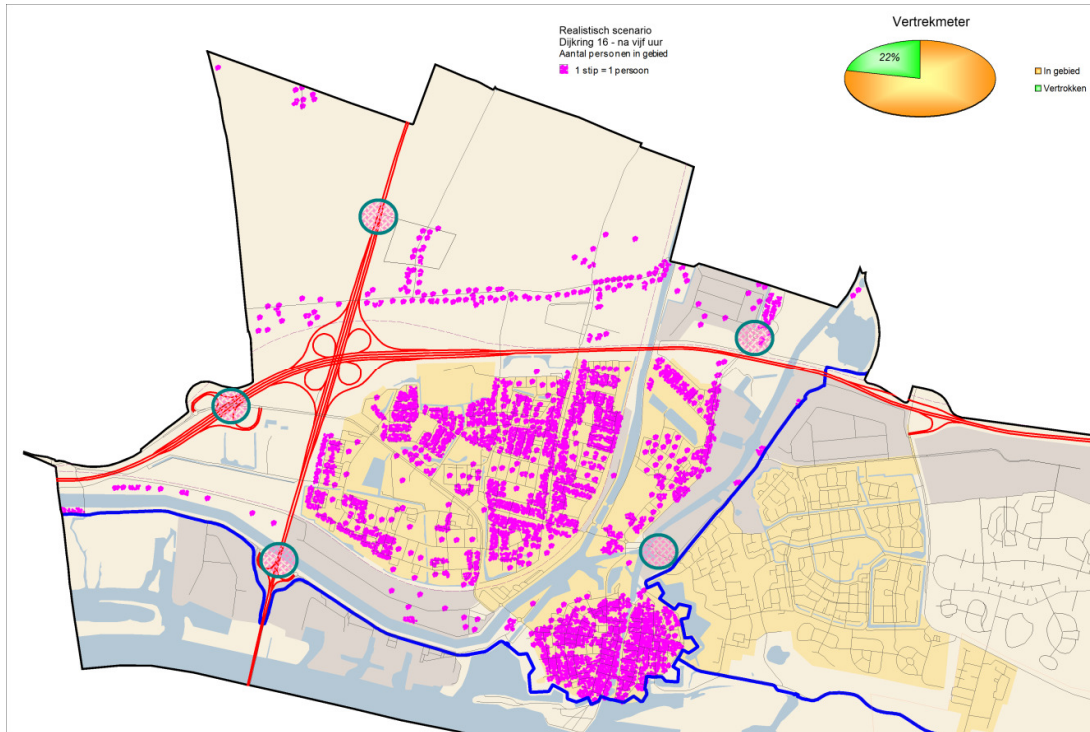 Realistisch scenario
Dijkring 16 - na vijf uur
Aantal personen in gebied
1 stip = 1 persoon
Vertrekmeter
22%
In gebied
Vertrokken